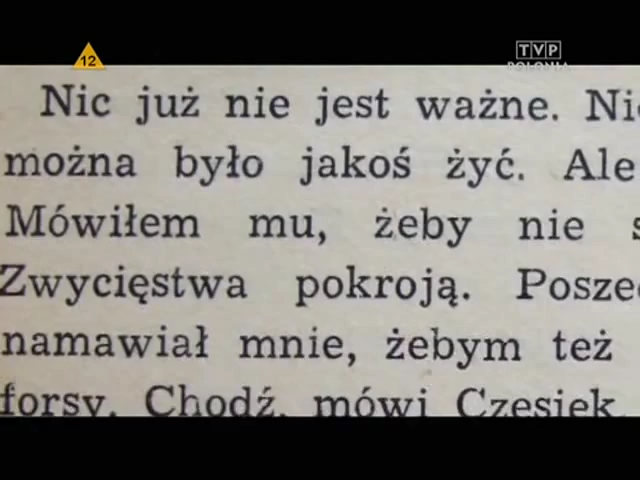 12
TVP
POLONIA
Nic już nie jest ważne.
można było jakoś żyć. Ale
Mówiłem mu, żeby nie
Zwycięstwa pokroją.
namawiał mnie, żebym też
forsy. Chodź, mówi Czesiek